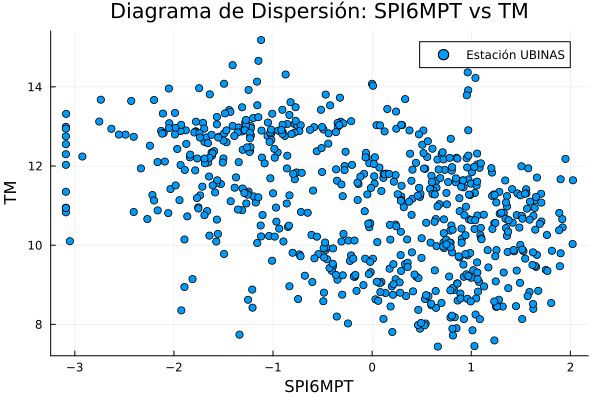 Diagrama de Dispersión: SPI6MPT vs TM
Estación UBINAS
14
12
10
8
TM
−3
−2
−1
0
1
2
SPI6MPT